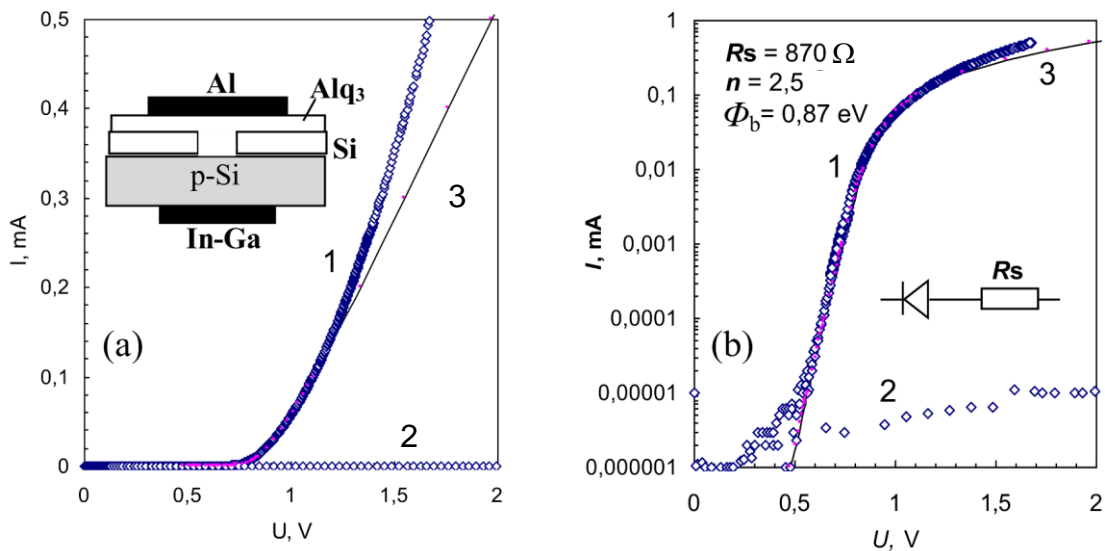 0,5
0,4
0,3
0,2
0,1
0
I, mA
0
0,5
1
1,5
2
U, V
Al
Alq3
Si
p-Si
In-Ga
1
3
2
(a)
1
0,1
0,01
0,001
0,0001
0,00001
0,000001
I, mA
0,0
0,5
1
1,5
2
U, V
Rs = 870 Ω
n = 2,5
Φb = 0,87 eV
3
1
Rs
(b)
2